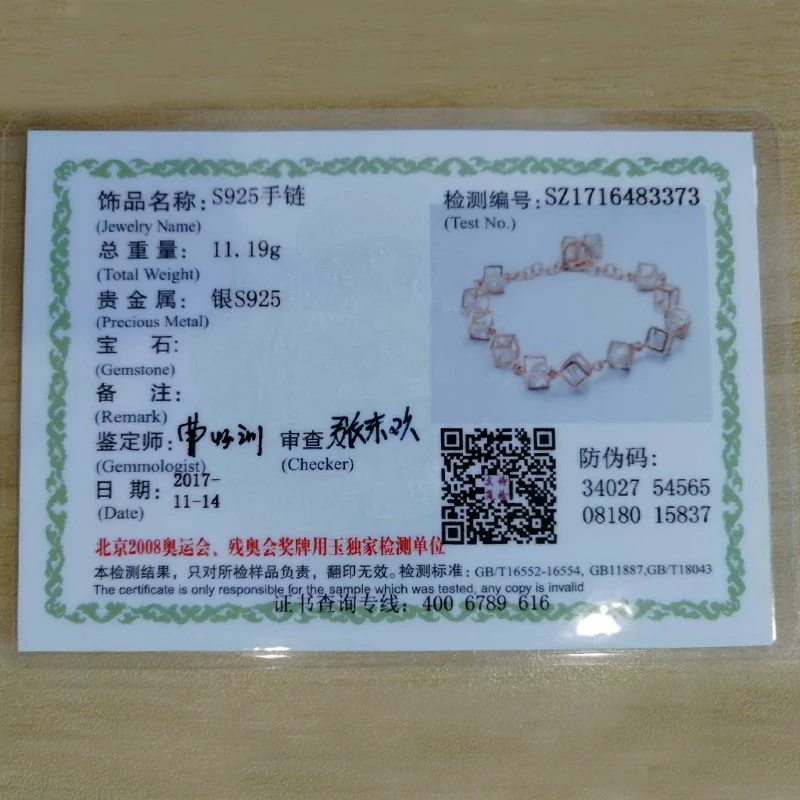 饰品名称: S925手链
(Jewelry Name)
检测编号: SZ1716483373
(Test No.)
总重量: 11.19g
(Total Weight)
贵金属: 银S925
(Precious Metal)
宝 石:
(Gemstone)
备 注:
(Remark)
鉴定师:
(Gemmologist)
审查
(Checker)
日 期: 2017-
11-14
(Date)
防伪码:
34027 54565
08180 15837
北京2008奥运会、残奥会奖牌用玉独家检测单位
本检测结果，只对所检样品负责，翻印无效。检测标准: GB/T16552-16554, GB11887,GB/T18043
The certificate is only responsible for the sample which was tested, any copy is invalid
证书查询专线: 400 6789 616